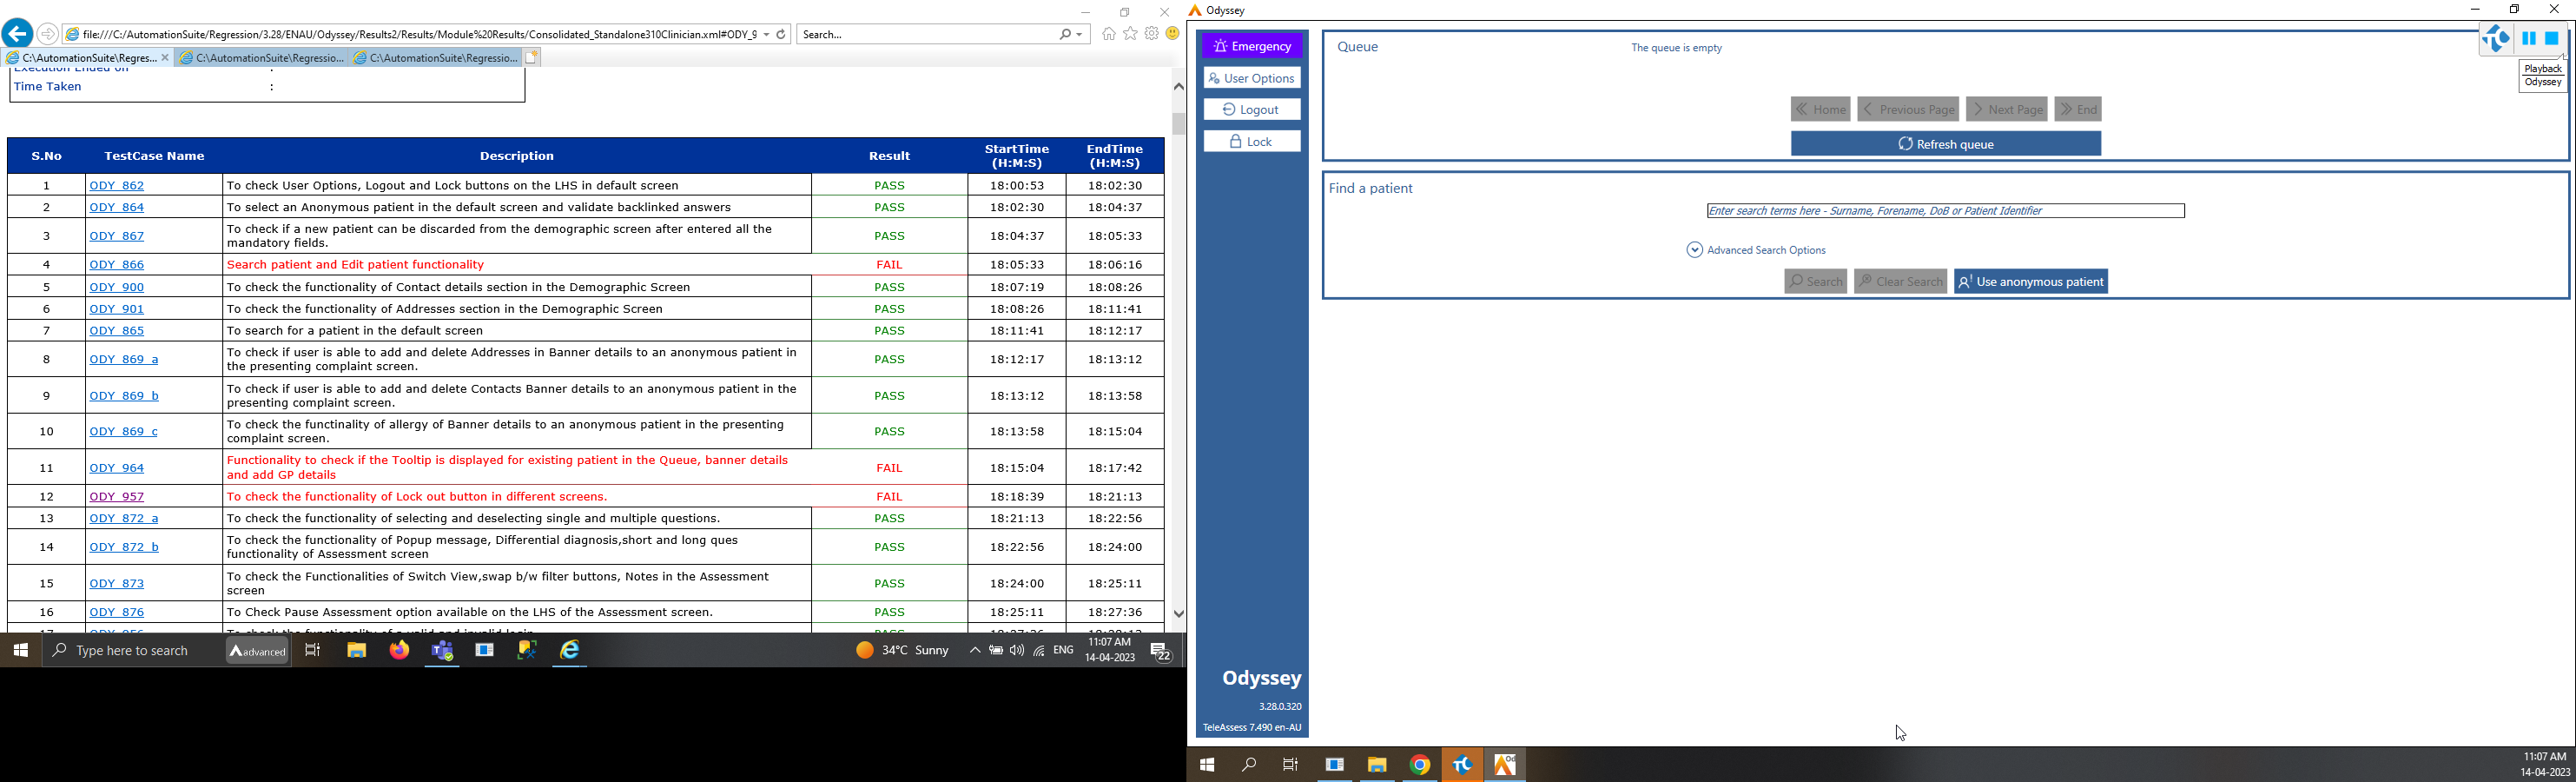 file:///C:/AutomationSuite/Regression/3.28/ENAU/Odyssey/Results2/Results/Module%20Results/Consolidated_Standalone310Clinician.xml#ODY_9
Search...
C:\AutomationSuite\Regres...
C:\AutomationSuite\Regressio...
C:\AutomationSuite\Regressio...
Execution Ended on :
Time Taken :
S.No TestCase Name Description Result StartTime (H:M:S) EndTime (H:M:S)
1 ODY_862 To check User Options, Logout and Lock buttons on the LHS in default screen PASS 18:00:53 18:02:30
2 ODY_864 To select an Anonymous patient in the default screen and validate backlinked answers PASS 18:02:30 18:04:37
3 ODY_867 To check if a new patient can be discarded from the demographic screen after entered all the
mandatory fields. PASS 18:04:37 18:05:33
4 ODY_866 Search patient and Edit patient functionality FAIL 18:05:33 18:06:16
5 ODY_900 To check the functionality of Contact details section in the Demographic Screen PASS 18:07:19 18:08:26
6 ODY_901 To check the functionality of Addresses section in the Demographic Screen PASS 18:08:26 18:11:41
7 ODY_865 To search for a patient in the default screen PASS 18:11:41 18:12:17
8 ODY_869_a To check if user is able to add and delete Addresses in Banner details to an anonymous patient in
the presenting complaint screen. PASS 18:12:17 18:13:12
9 ODY_869_b To check if user is able to add and delete Contacts Banner details to an anonymous patient in the
presenting complaint screen. PASS 18:13:12 18:13:58
10 ODY_869_c To check the functinality of allergy of Banner details to an anonymous patient in the presenting
complaint screen. PASS 18:13:58 18:15:04
11 ODY_964 Functionality to check if the Tooltip is displayed for existing patient in the Queue, banner details
and add GP details FAIL 18:15:04 18:17:42
12 ODY_957 To check the functionality of Lock out button in different screens. FAIL 18:18:39 18:21:13
13 ODY_872_a To check the functionality of selecting and deselecting single and multiple questions. PASS 18:21:13 18:22:56
14 ODY_872_b To check the functionality of Popup message, Differential diagnosis,short and long ques
functionality of Assessment screen PASS 18:22:56 18:24:00
15 ODY_873 To check the Functionalities of Switch View,swap b/w filter buttons, Notes in the Assessment
screen PASS 18:24:00 18:25:11
16 ODY_876 To Check Pause Assessment option available on the LHS of the Assessment screen. PASS 18:25:11 18:27:36
Type here to search
advanced
34°C Sunny
ENG
11:07 AM
14-04-2023
22
Odyssey
Emergency
User Options
Logout
Lock
Queue
The queue is empty
Home Previous Page Next Page End
Refresh queue
Playback
Odyssey
Find a patient
Enter search terms here - Surname, Forename, DoB or Patient Identifier
Advanced Search Options
Search Clear Search Use anonymous patient
Odyssey
3.28.0.320
TeleAssess 7.490 en-AU
11:07 AM
14-04-2023